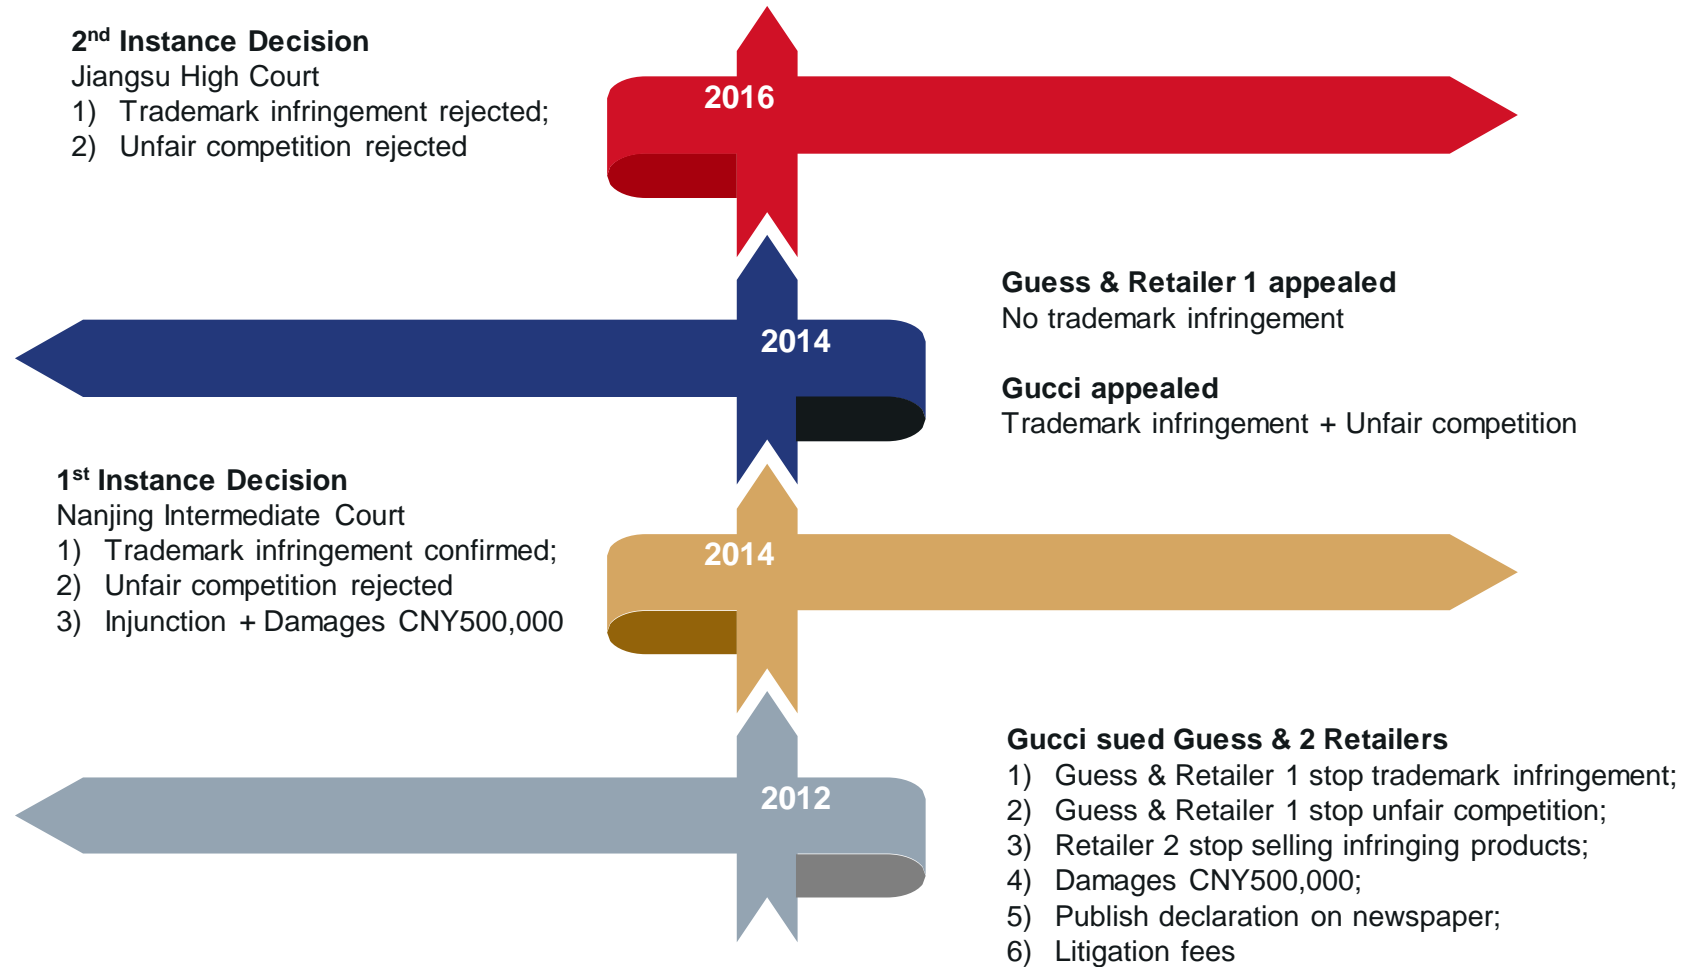 2nd Instance Decision
Jiangsu High Court
1) Trademark infringement rejected;
2) Unfair competition rejected
2016
Guess & Retailer 1 appealed
No trademark infringement
Gucci appealed
Trademark infringement + Unfair competition
2014
1st Instance Decision
Nanjing Intermediate Court
1) Trademark infringement confirmed;
2) Unfair competition rejected
3) Injunction + Damages CNY500,000
2014
Gucci sued Guess & 2 Retailers
1) Guess & Retailer 1 stop trademark infringement;
2) Guess & Retailer 1 stop unfair competition;
3) Retailer 2 stop selling infringing products;
4) Damages CNY500,000;
5) Publish declaration on newspaper;
6) Litigation fees
2012